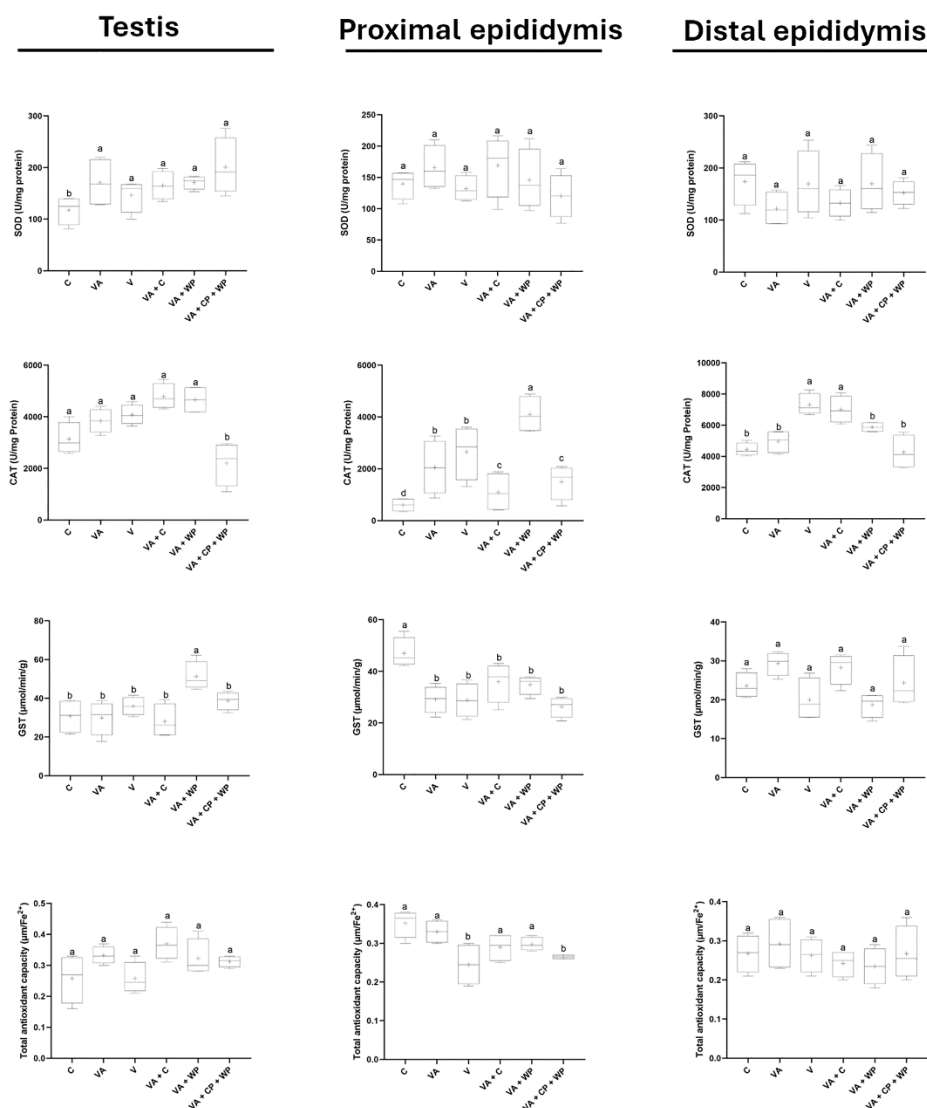 Testis
Proximal epididymis
Distal epididymis
SOD (U/mg protein)
300
200
100
0
b
a
a
a
a
a
C
VA
V
VA + C
VA + WP
VA + CP + WP
SOD (U/mg protein)
250
200
150
100
50
0
a
a
a
a
a
a
C
VA
V
VA + C
VA + WP
VA + CP + WP
SOD (U/mg protein)
300
200
100
0
a
a
a
a
a
a
C
VA
V
VA + C
VA + WP
VA + CP + WP
CAT (U/mg Protein)
6000
4000
2000
0
a
a
a
a
a
b
C
VA
V
VA + C
VA + WP
VA + CP + WP
CAT (U/mg Protein)
6000
4000
2000
0
d
b
b
c
a
c
C
VA
V
VA + C
VA + WP
VA + CP + WP
CAT (U/mg Protein)
10000
8000
6000
4000
2000
0
b
b
a
a
b
b
C
VA
V
VA + C
VA + WP
VA + CP + WP
GST (µmol/min/g)
80
60
40
20
0
b
b
b
b
a
b
C
VA
V
VA + C
VA + WP
VA + CP + WP
GST (µmol/min/g)
60
40
20
0
a
b
b
b
b
b
C
VA
V
VA + C
VA + WP
VA + CP + WP
GST (µmol/min/g)
40
30
20
10
0
a
a
a
a
a
a
C
VA
V
VA + C
VA + WP
VA + CP + WP
Total antioxidant capacity (µm/Fe²⁺)
0.5
0.4
0.3
0.2
0.1
0.0
a
a
a
a
a
a
C
VA
V
VA + C
VA + WP
VA + CP + WP
Total antioxidant capacity (µm/Fe²⁺)
0.4
0.3
0.2
0.1
0.0
a
a
b
a
a
b
C
VA
V
VA + C
VA + WP
VA + CP + WP
Total antioxidant capacity (µm/Fe²⁺)
0.4
0.3
0.2
0.1
0.0
a
a
a
a
a
a
C
VA
V
VA + C
VA + WP
VA + CP + WP